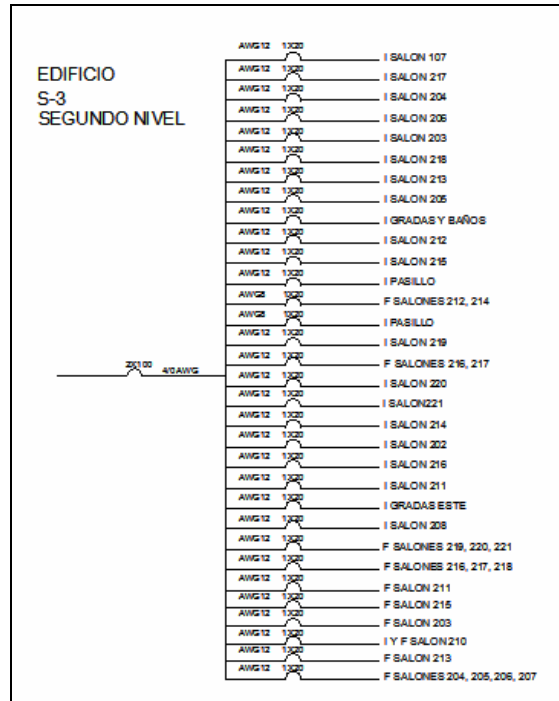 EDIFICIO
S-3
SEGUNDO NIVEL
2X100 4/0AWG
AWG12 1X20 I SALON 107
AWG12 1X20 I SALON 217
AWG12 1X20 I SALON 204
AWG12 1X20 I SALON 206
AWG12 1X20 I SALON 203
AWG12 1X20 I SALON 218
AWG12 1X20 I SALON 213
AWG12 1X20 I SALON 205
AWG12 1X20 I GRADAS Y BAÑOS
AWG12 1X20 I SALON 212
AWG12 1X20 I SALON 215
AWG12 1X20 I PASILLO
AWG8 1X20 F SALONES 212, 214
AWG8 1X20 I PASILLO
AWG12 1X20 I SALON 219
AWG12 1X20 F SALONES 216, 217
AWG12 1X20 I SALON 220
AWG12 1X20 I SALON221
AWG12 1X20 I SALON 214
AWG12 1X20 I SALON 202
AWG12 1X20 I SALON 216
AWG12 1X20 I SALON 211
AWG12 1X20 I GRADAS ESTE
AWG12 1X20 I SALON 208
AWG12 1X20 F SALONES 219, 220, 221
AWG12 1X20 F SALONES 216, 217, 218
AWG12 1X20 F SALON 211
AWG12 1X20 F SALON 215
AWG12 1X20 F SALON 203
AWG12 1X20 I Y F SALON 210
AWG12 1X20 F SALON 213
AWG12 1X20 F SALONES 204, 205, 206, 207